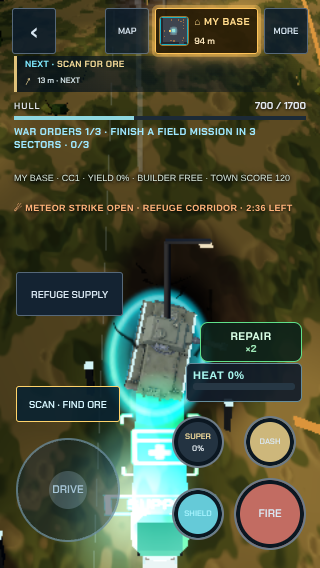 ‹
MAP
⌂ MY BASE
94 m
MORE
NEXT · SCAN FOR ORE
13 m · NEXT
HULL
700 / 1700
WAR ORDERS 1/3 · FINISH A FIELD MISSION IN 3
SECTORS · 0/3
MY BASE · CC1 · YIELD 0% · BUILDER FREE · TOWN SCORE 120
METEOR STRIKE OPEN · REFUGE CORRIDOR · 2:36 LEFT
REFUGE SUPPLY
REPAIR
×2
HEAT 0%
SCAN · FIND ORE
SUPER
0%
DASH
DRIVE
SHIELD
FIRE